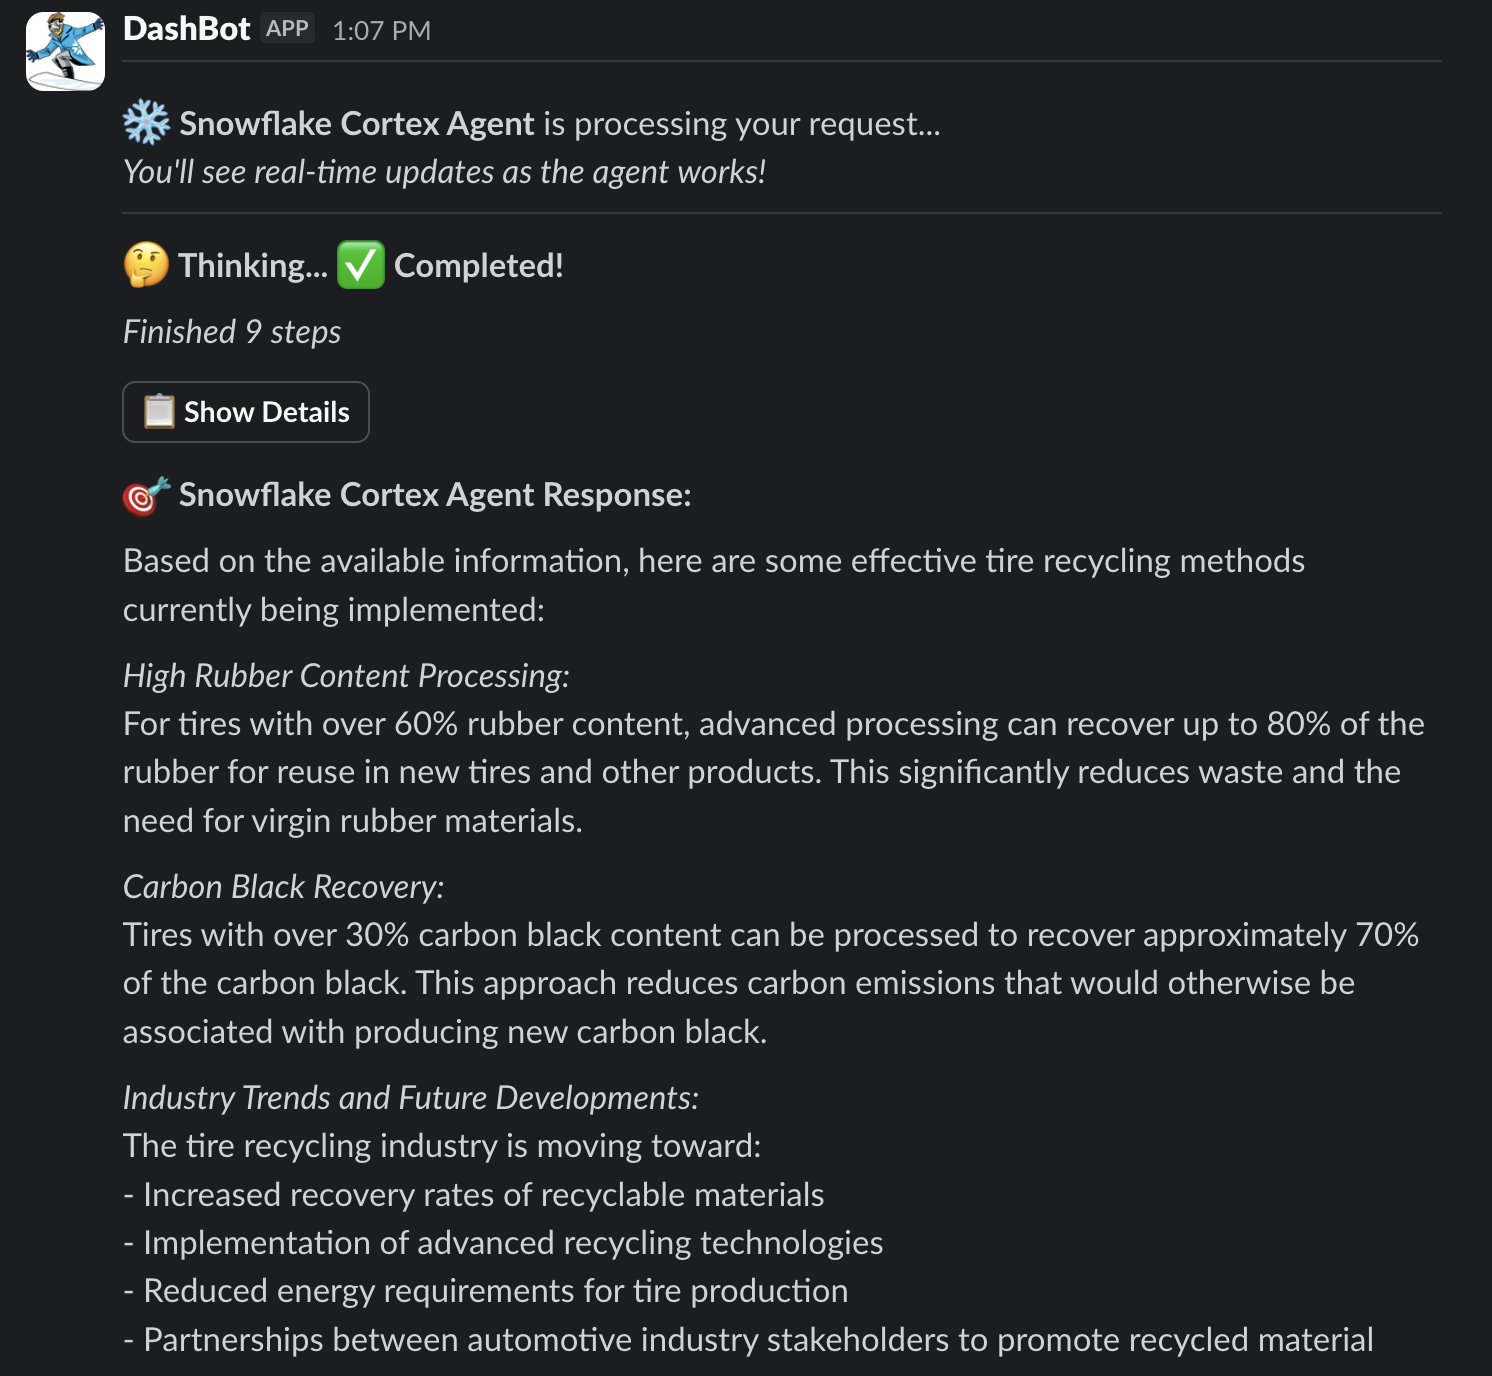 DashBot APP 1:07 PM
Snowflake Cortex Agent is processing your request...
You'll see real-time updates as the agent works!
Thinking... Completed!
Finished 9 steps
Show Details
Snowflake Cortex Agent Response:
Based on the available information, here are some effective tire recycling methods
currently being implemented:
High Rubber Content Processing:
For tires with over 60% rubber content, advanced processing can recover up to 80% of the
rubber for reuse in new tires and other products. This significantly reduces waste and the
need for virgin rubber materials.
Carbon Black Recovery:
Tires with over 30% carbon black content can be processed to recover approximately 70%
of the carbon black. This approach reduces carbon emissions that would otherwise be
associated with producing new carbon black.
Industry Trends and Future Developments:
The tire recycling industry is moving toward:
- Increased recovery rates of recyclable materials
- Implementation of advanced recycling technologies
- Reduced energy requirements for tire production
- Partnerships between automotive industry stakeholders to promote recycled material